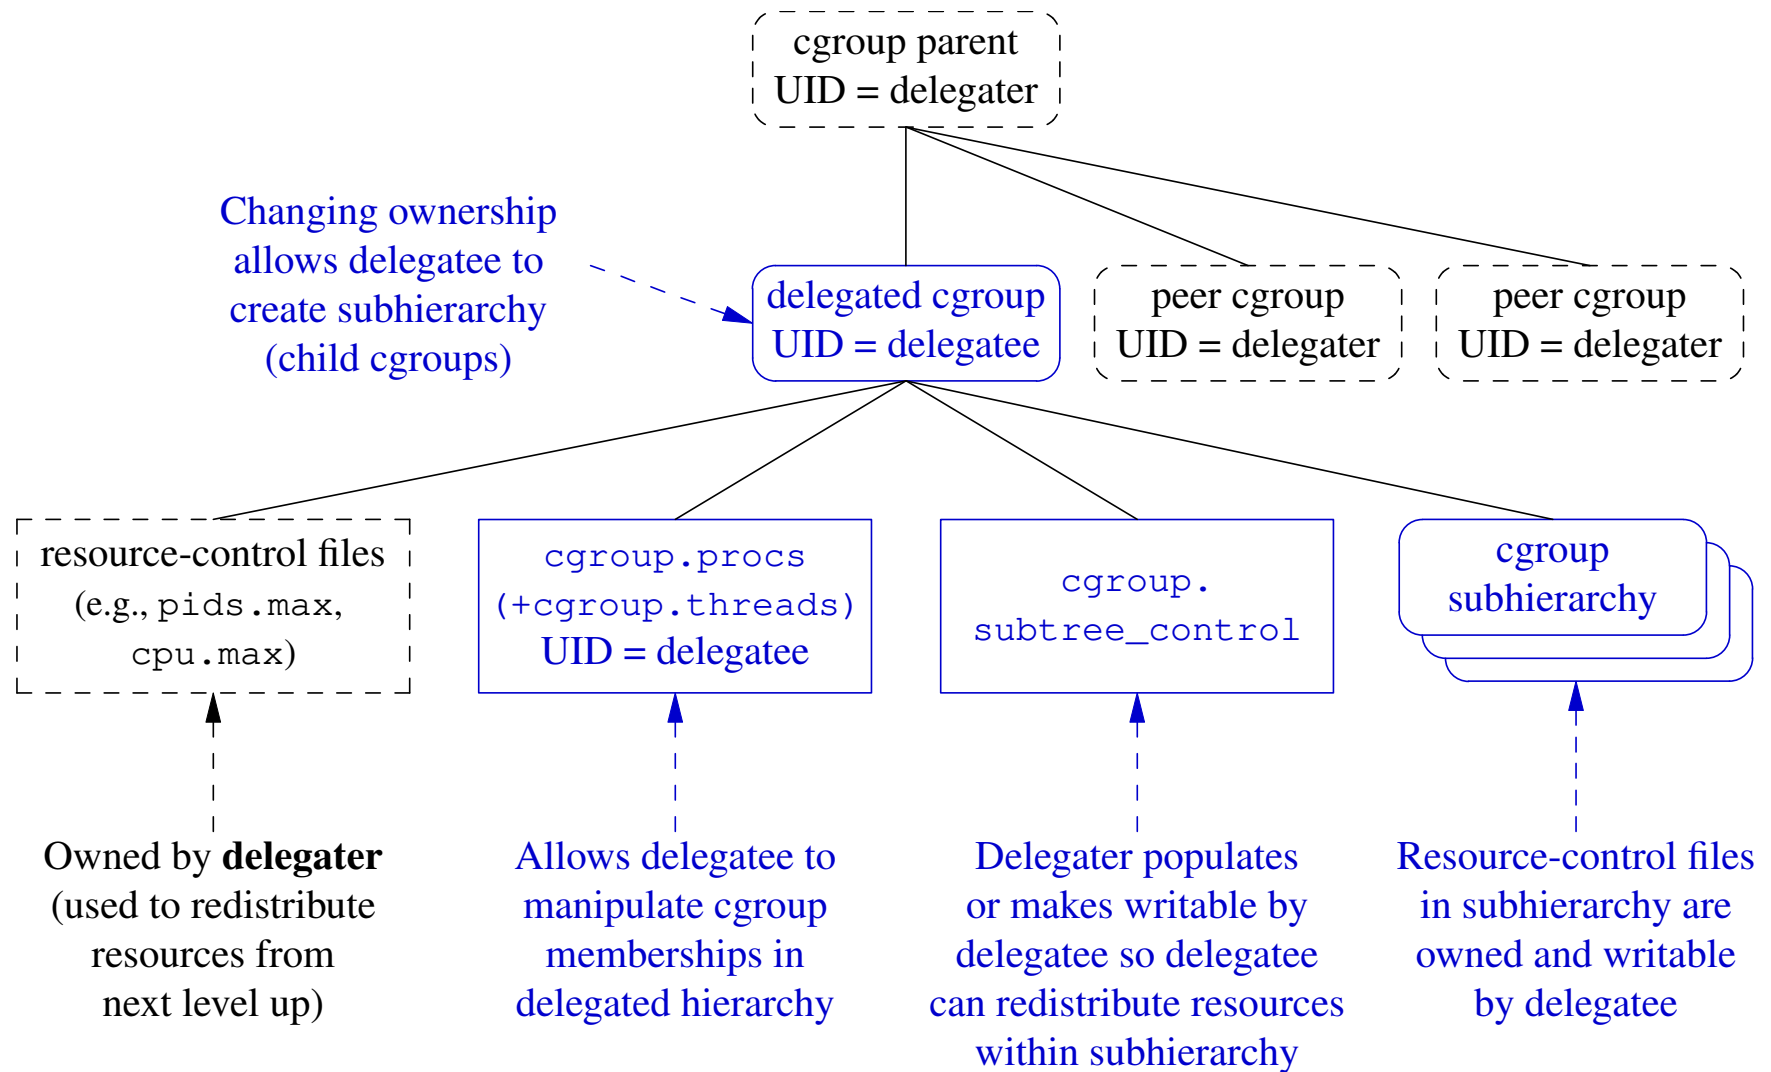 cgroup parent
UID = delegater
Changing ownership
allows delegatee to
create subhierarchy
(child cgroups)
delegated cgroup
UID = delegatee
peer cgroup
UID = delegater
peer cgroup
UID = delegater
resource-control files
(e.g., pids.max,
cpu.max)
cgroup.procs
(+cgroup.threads)
UID = delegatee
cgroup.
subtree_control
cgroup
subhierarchy
Owned by delegater
(used to redistribute
resources from
next level up)
Allows delegatee to
manipulate cgroup
memberships in
delegated hierarchy
Delegater populates
or makes writable by
delegatee so delegatee
can redistribute resources
within subhierarchy
Resource-control files
in subhierarchy are
owned and writable
by delegatee